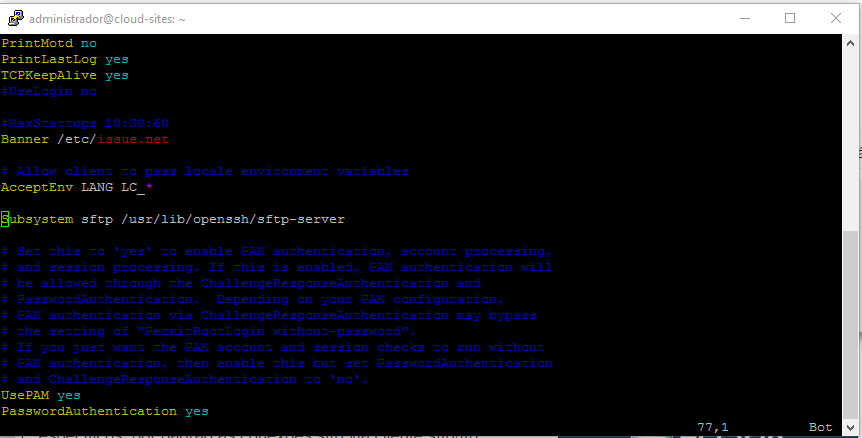 administrador@cloud-sites: ~
PrintMotd no
PrintLastLog yes
TCPKeepAlive yes
#UseLogin no
#MaxStartups 10:30:60
Banner /etc/issue.net
# Allow client to pass locale environment variables
AcceptEnv LANG LC_*
Subsystem sftp /usr/lib/openssh/sftp-server
# Set this to 'yes' to enable PAM authentication, account processing,
# and session processing. If this is enabled, PAM authentication will
# be allowed through the ChallengeResponseAuthentication and
# PasswordAuthentication.  Depending on your PAM configuration,
# PAM authentication via ChallengeResponseAuthentication may bypass
# the setting of "PermitRootLogin without-password".
# If you just want the PAM account and session checks to run without
# PAM authentication, then enable this but set PasswordAuthentication
# and ChallengeResponseAuthentication to 'no'.
UsePAM yes
PasswordAuthentication yes
77,1 Bot